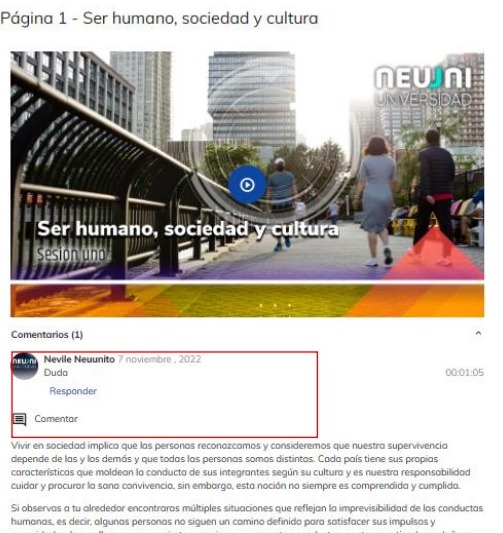 Página 1 - Ser humano, sociedad y cultura
NEUUNI
UNIVERSIDAD
Ser humano, sociedad y cultura
Sesión uno
Comentarios (1)
Nevile Neuunito 7 noviembre , 2022
Duda
00:01:05
Responder
Comentar
Vivir en sociedad implica que las personas reconozcamos y consideremos que nuestra supervivencia
depende de las y los demás y que todas las personas somos distintas. Cada país tiene sus propias
características que moldean la conducta de sus integrantes según su cultura y es nuestra responsabilidad
cuidar y procurar la sana convivencia, sin embargo, esta noción no siempre es comprendida y cumplida.
Si observas a tu alrededor encontraras múltiples situaciones que reflejan la imprevisibilidad de las conductas
humanas, es decir, algunas personas no siguen un camino definido para satisfacer sus impulsos y